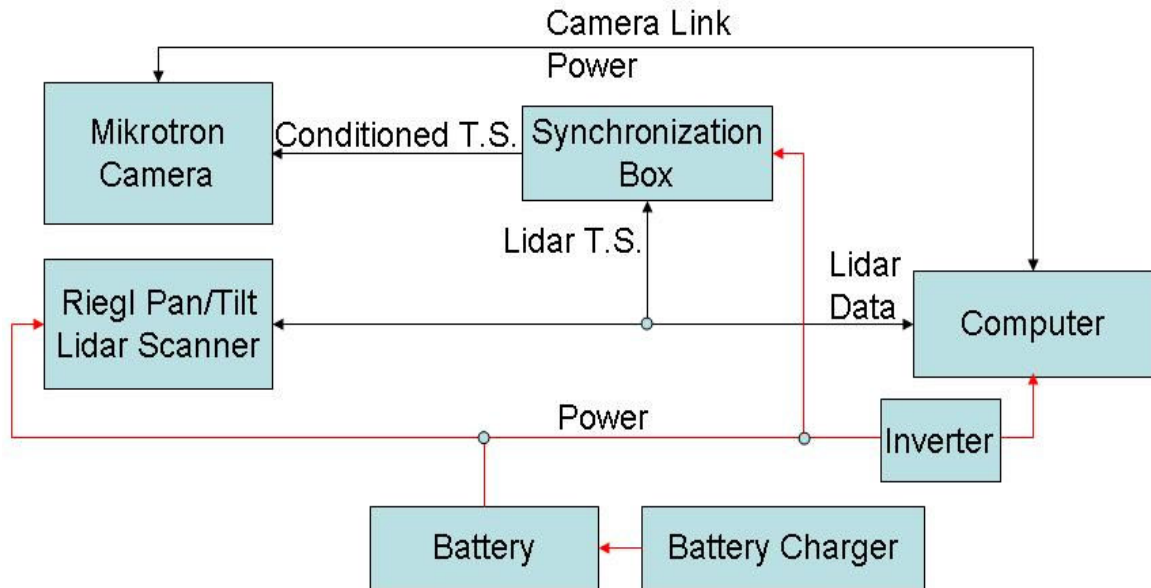 Camera Link
Power
Mikrotron
Camera
Conditioned T.S.
Synchronization
Box
Lidar T.S.
Riegl Pan/Tilt
Lidar Scanner
Lidar
Data
Computer
Power
Inverter
Battery
Battery Charger